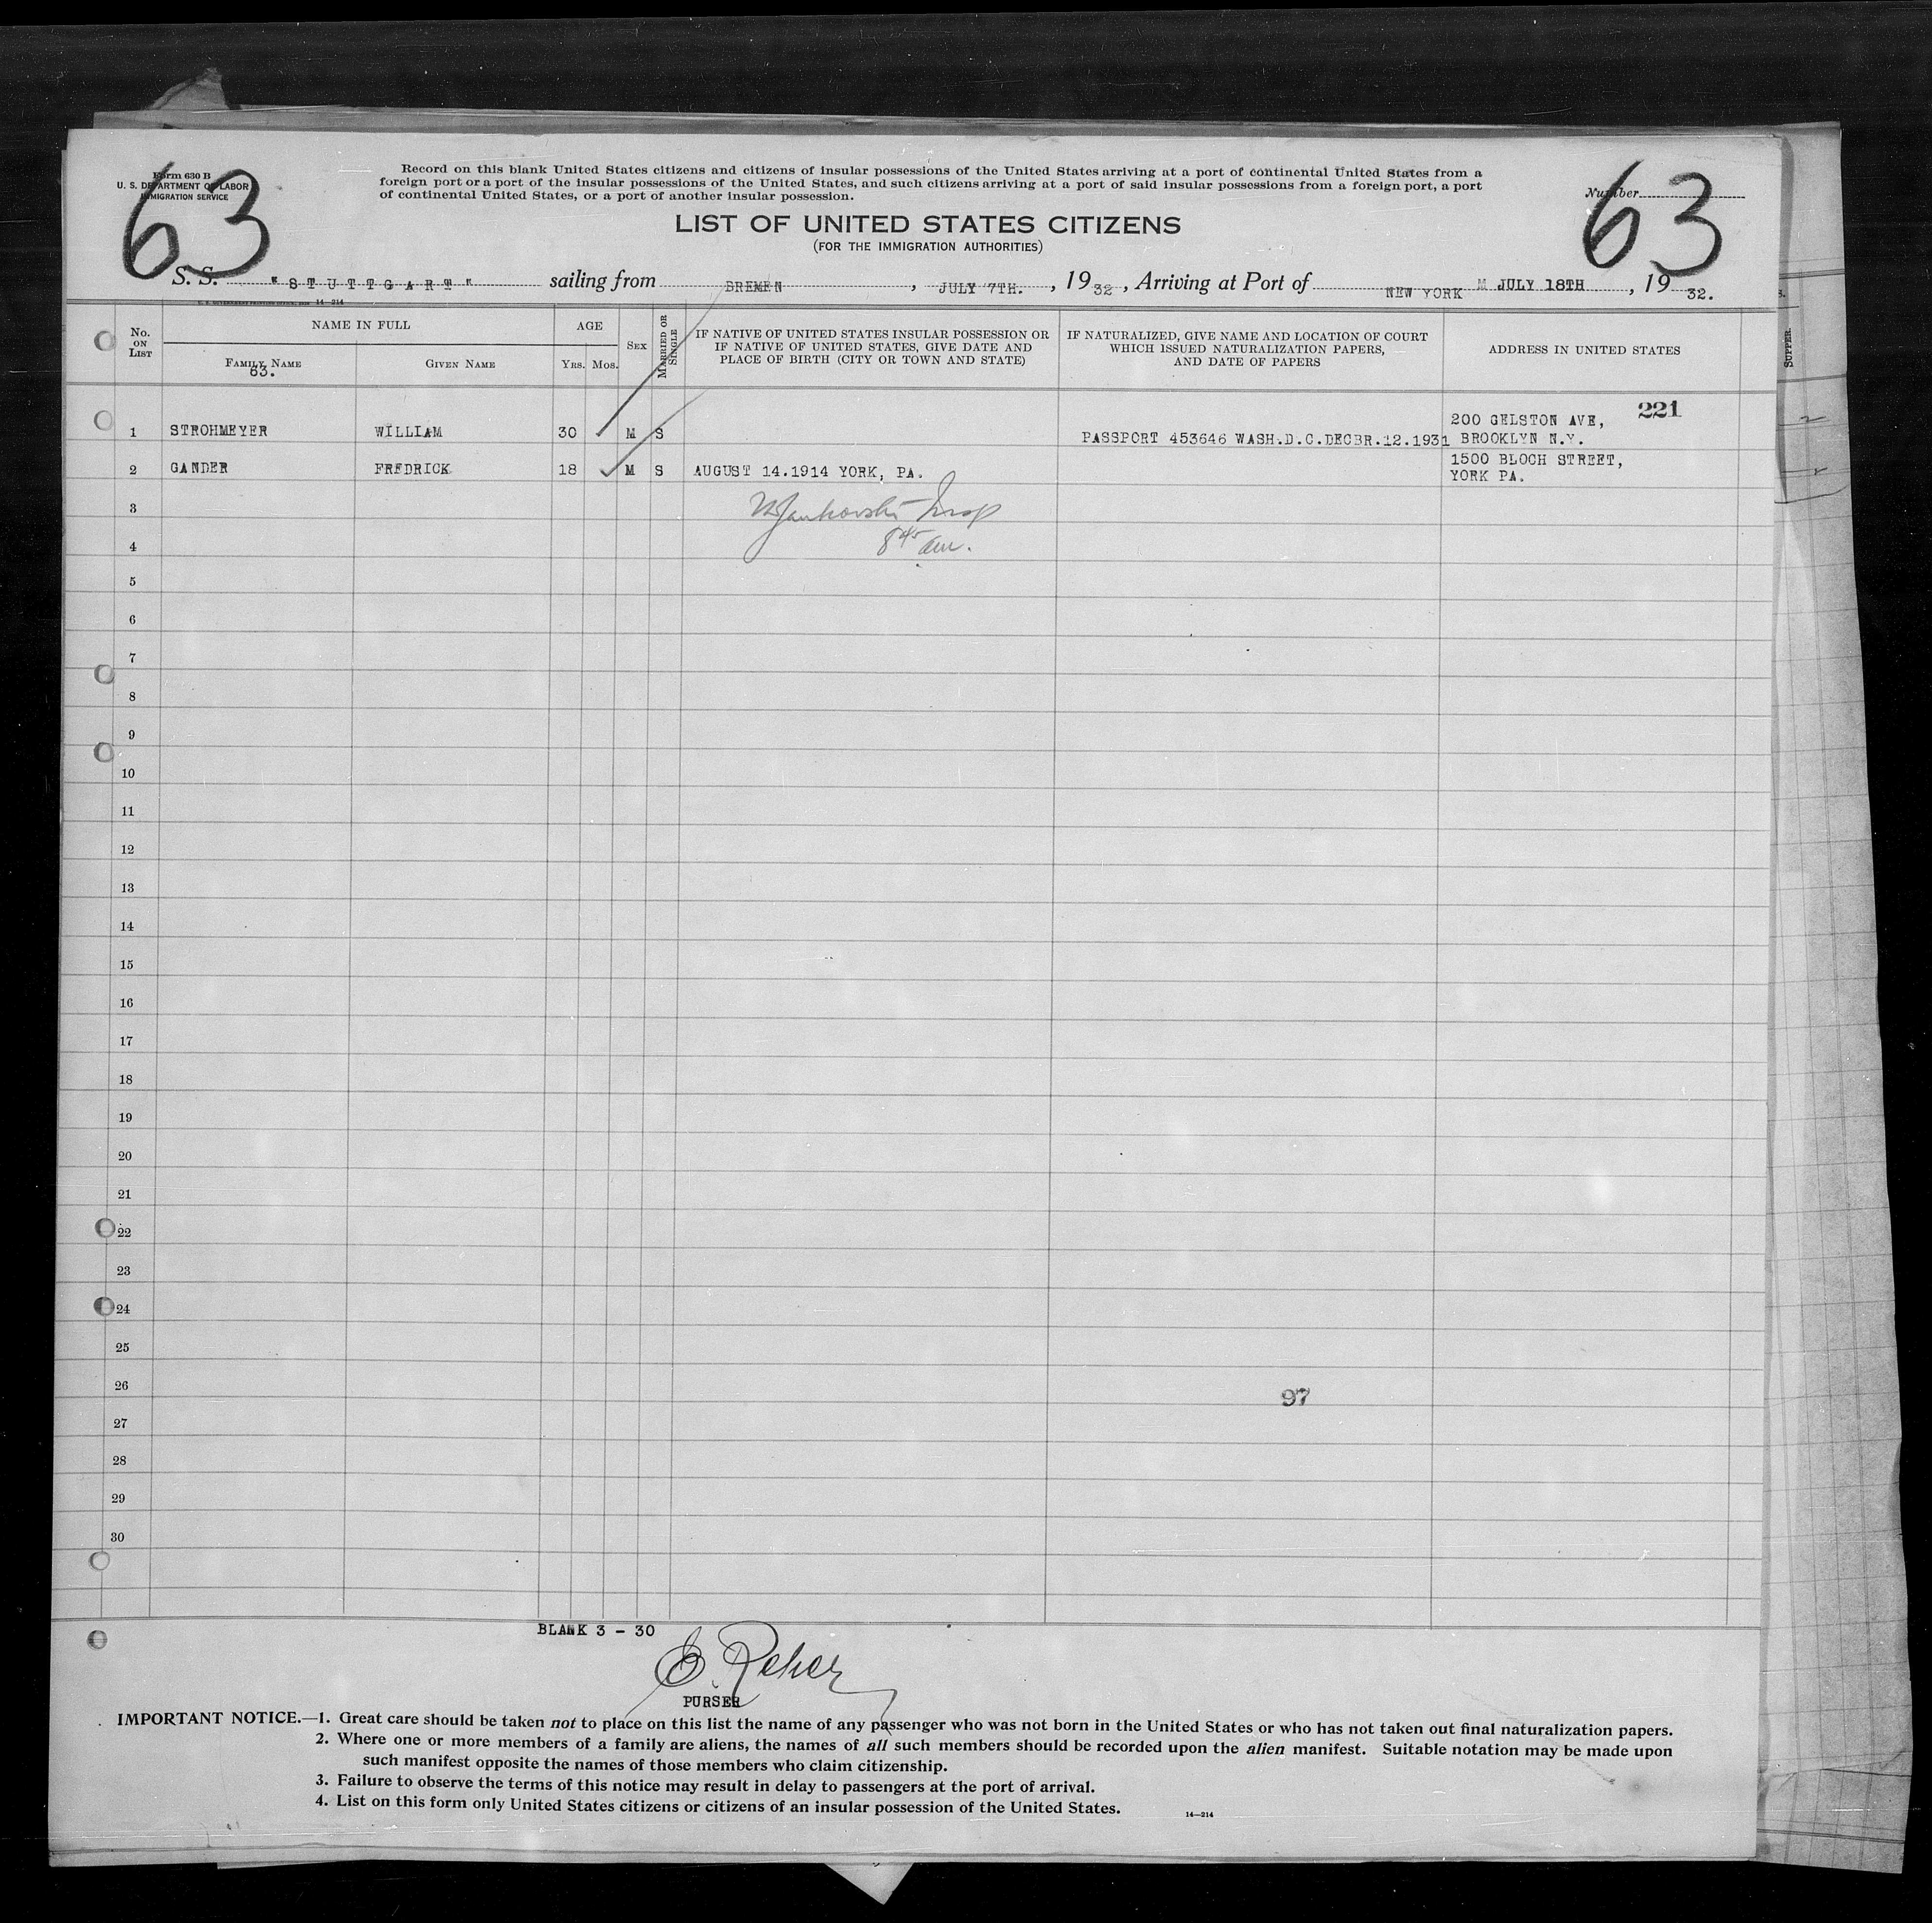 Form 630 B
U. S. DEPARTMENT OF LABOR
IMMIGRATION SERVICE
63
Record on this blank United States citizens and citizens of insular possessions of the United States arriving at a port of continental United States from a
foreign port or a port of the insular possessions of the United States, and such citizens arriving at a port of said insular possessions from a foreign port, a port
of continental United States, or a port of another insular possession.
Number
63
LIST OF UNITED STATES CITIZENS
(FOR THE IMMIGRATION AUTHORITIES)
S. S. "STUTTGART" sailing from BREMEN, JULY 7TH., 1932, Arriving at Port of NEW YORK M JULY 18TH, 1932.
14-214
No. ON LIST
NAME IN FULL
FAMILY NAME
63.
GIVEN NAME
AGE
YRS. MOS.
SEX
MARRIED OR SINGLE
IF NATIVE OF UNITED STATES INSULAR POSSESSION OR
IF NATIVE OF UNITED STATES, GIVE DATE AND
PLACE OF BIRTH (CITY OR TOWN AND STATE)
IF NATURALIZED, GIVE NAME AND LOCATION OF COURT
WHICH ISSUED NATURALIZATION PAPERS,
AND DATE OF PAPERS
ADDRESS IN UNITED STATES
SUPPER.
221
1 STROHMEYER WILLIAM 30 ✓ M S PASSPORT 453646 WASH.D.C.DECBR.12.1931 200 GELSTON AVE,
BROOKLYN N.Y.
2 GANDER FREDRICK 18 ✓ M S AUGUST 14.1914 YORK, PA. 1500 BLOCH STREET,
YORK PA.
3 Insp
4 8 45 am.
5
6
7
8
9
10
11
12
13
14
15
16
17
18
19
20
21
22
23
24
25
26
97
27
28
29
30
BLANK 3 - 30
PURSER
IMPORTANT NOTICE.—1. Great care should be taken not to place on this list the name of any passenger who was not born in the United States or who has not taken out final naturalization papers.
2. Where one or more members of a family are aliens, the names of all such members should be recorded upon the alien manifest. Suitable notation may be made upon
such manifest opposite the names of those members who claim citizenship.
3. Failure to observe the terms of this notice may result in delay to passengers at the port of arrival.
4. List on this form only United States citizens or citizens of an insular possession of the United States.
14—214